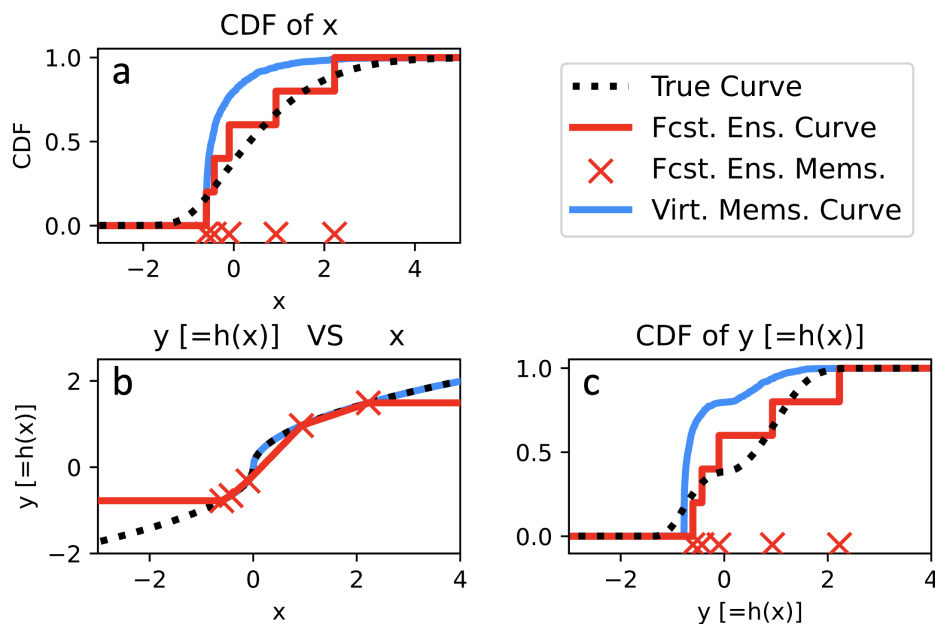 CDF of x
a
1.0
0.5
0.0
CDF
−2 0 2 4
x
True Curve
Fcst. Ens. Curve
Fcst. Ens. Mems.
Virt. Mems. Curve
y [=h(x)] VS x
b
2
0
−2
y [=h(x)]
−2 0 2 4
x
CDF of y [=h(x)]
c
1.0
0.5
0.0
−2 0 2 4
y [=h(x)]